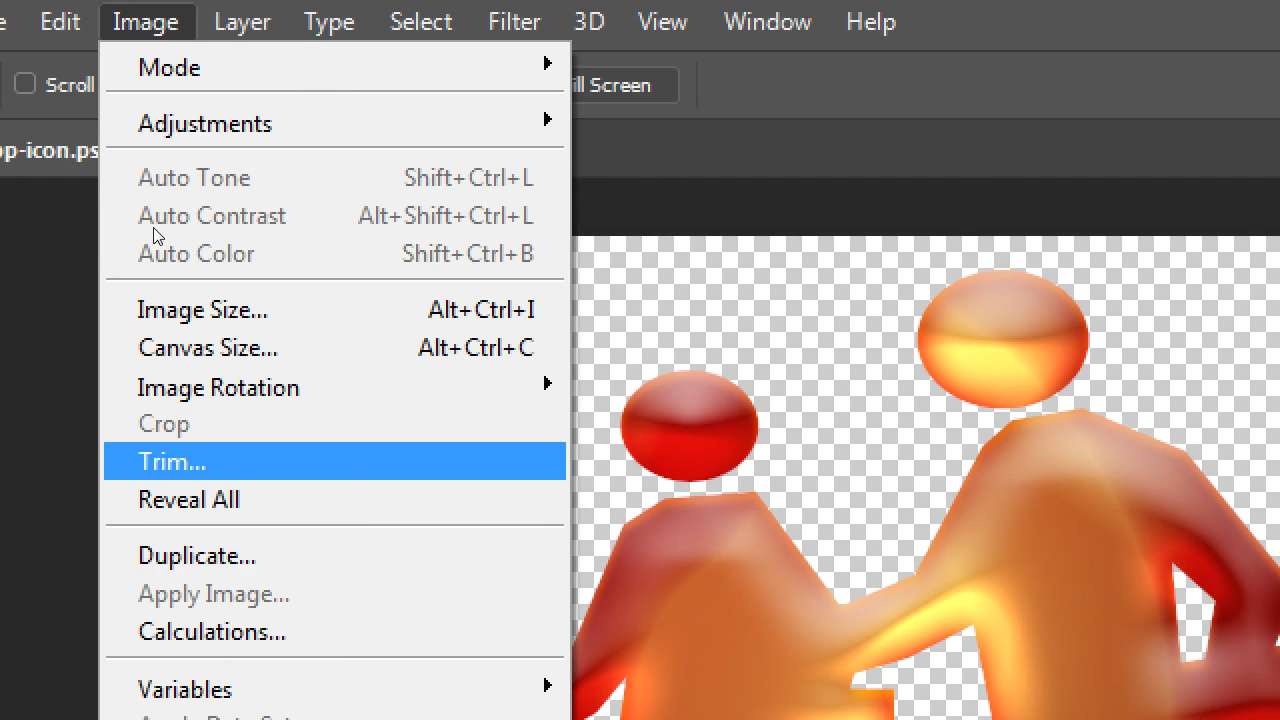 Edit Image Layer Type Select Filter 3D View Window Help
Scroll
ill Screen
op-icon.ps
Mode
Adjustments
Auto Tone Shift+Ctrl+L
Auto Contrast Alt+Shift+Ctrl+L
Auto Color Shift+Ctrl+B
Image Size... Alt+Ctrl+I
Canvas Size... Alt+Ctrl+C
Image Rotation
Crop
Trim...
Reveal All
Duplicate...
Apply Image...
Calculations...
Variables